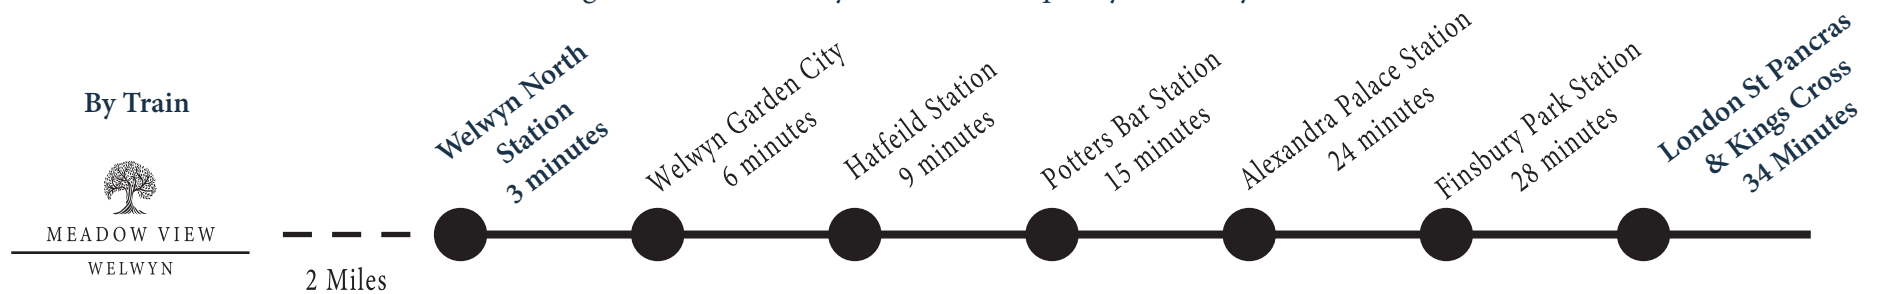 By Train
MEADOW VIEW
WELWYN
2 Miles
Welwyn North
Station
3 minutes
Welwyn Garden City
6 minutes
Hatfeild Station
9 minutes
Potters Bar Station
15 minutes
Alexandra Palace Station
24 minutes
Finsbury Park Station
28 minutes
London St Pancras
& Kings Cross
34 Minutes